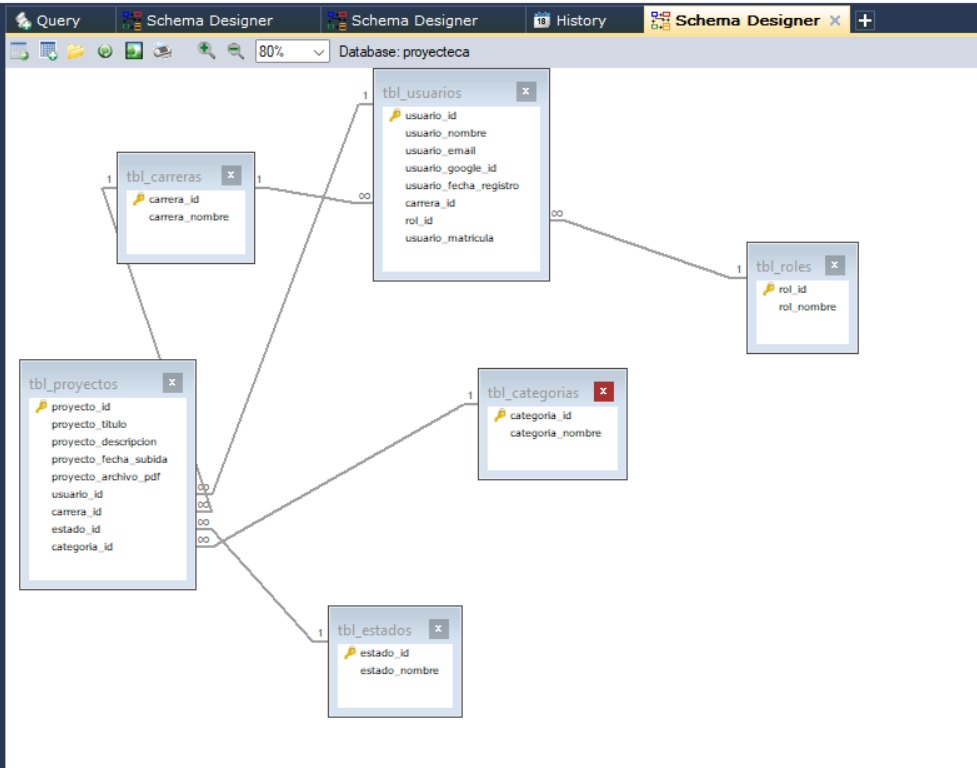 Query Schema Designer Schema Designer 18 History Schema Designer
80% Database: proyecteca
tbl_usuarios
usuario_id
usuario_nombre
usuario_email
usuario_google_id
usuario_fecha_registro
carrera_id
rol_id
usuario_matricula
1
∞
∞
tbl_carreras
carrera_id
carrera_nombre
1
1
tbl_roles
rol_id
rol_nombre
1
tbl_proyectos
proyecto_id
proyecto_titulo
proyecto_descripcion
proyecto_fecha_subida
proyecto_archivo_pdf
usuario_id
carrera_id
estado_id
categoria_id
∞
∞
∞
∞
tbl_categorias
categoria_id
categoria_nombre
1
tbl_estados
estado_id
estado_nombre
1